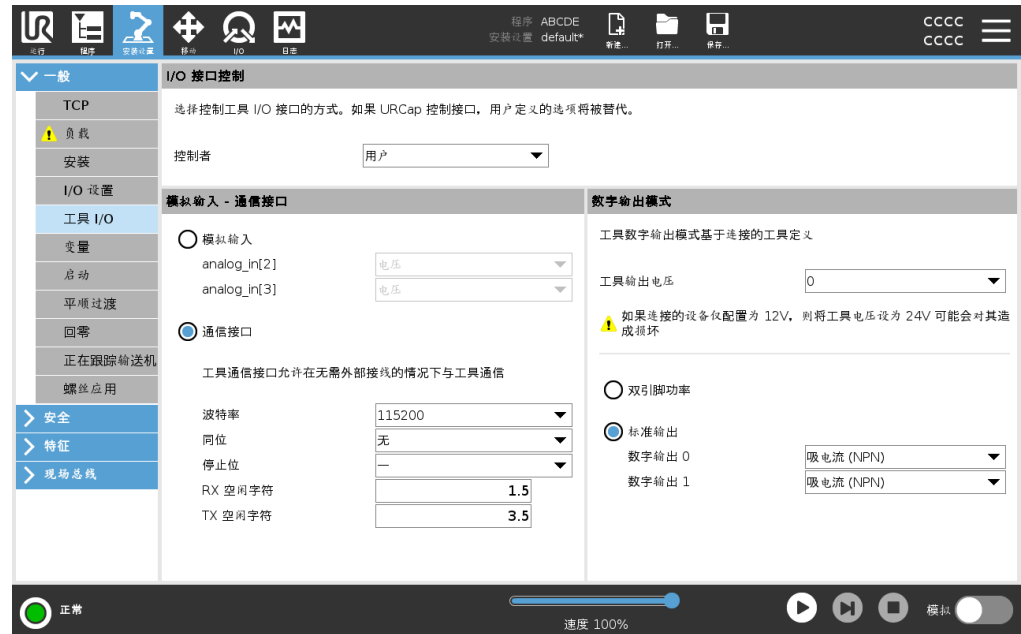 UR
运行
程序
安装设置
移动
I/O
日志
程序 ABCDE
安装设置 default*
新建...
打开...
保存...
CCCC
CCCC
一般
TCP
负载
安装
I/O 设置
工具 I/O
变量
启动
平顺过渡
回零
正在跟踪输送机
螺丝应用
安全
特征
现场总线
I/O 接口控制
选择控制工具 I/O 接口的方式。如果 URCap 控制接口，用户定义的选项将被替代。
控制者 用户
模拟输入 - 通信接口
模拟输入
analog_in[2] 电压
analog_in[3] 电压
通信接口
工具通信接口允许在无需外部接线的情况下与工具通信
波特率 115200
同位 无
停止位 一
RX 空闲字符 1.5
TX 空闲字符 3.5
数字输出模式
工具数字输出模式基于连接的工具定义
工具输出电压 0
如果连接的设备仅配置为 12V，则将工具电压设为 24V 可能会对其造
成损坏
双引脚功率
标准输出
数字输出 0 吸电流 (NPN)
数字输出 1 吸电流 (NPN)
正常
速度 100%
模拟